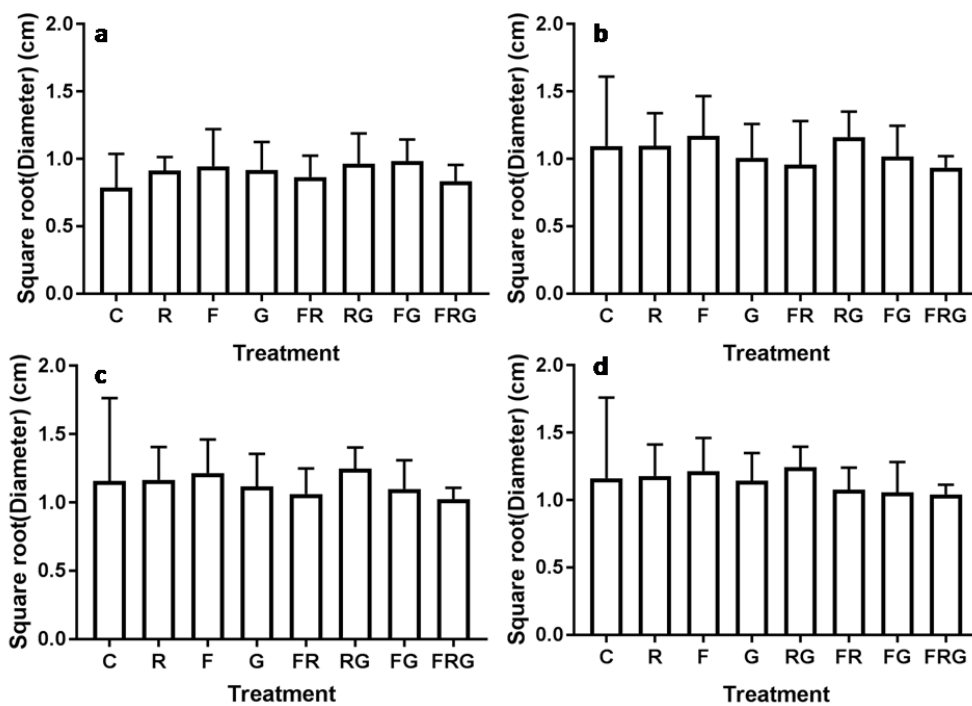 a
Square root(Diameter) (cm)
2.0
1.5
1.0
0.5
0.0
C R F G FR RG FG FRG
Treatment
b
Square root(Diameter) (cm)
2.0
1.5
1.0
0.5
0.0
C R F G FR RG FG FRG
Treatment
c
Square root(Diameter) (cm)
2.0
1.5
1.0
0.5
0.0
C R F G FR RG FG FRG
Treatment
d
Square root(Diameter) (cm)
2.0
1.5
1.0
0.5
0.0
C R F G RG FR FG FRG
Treatment